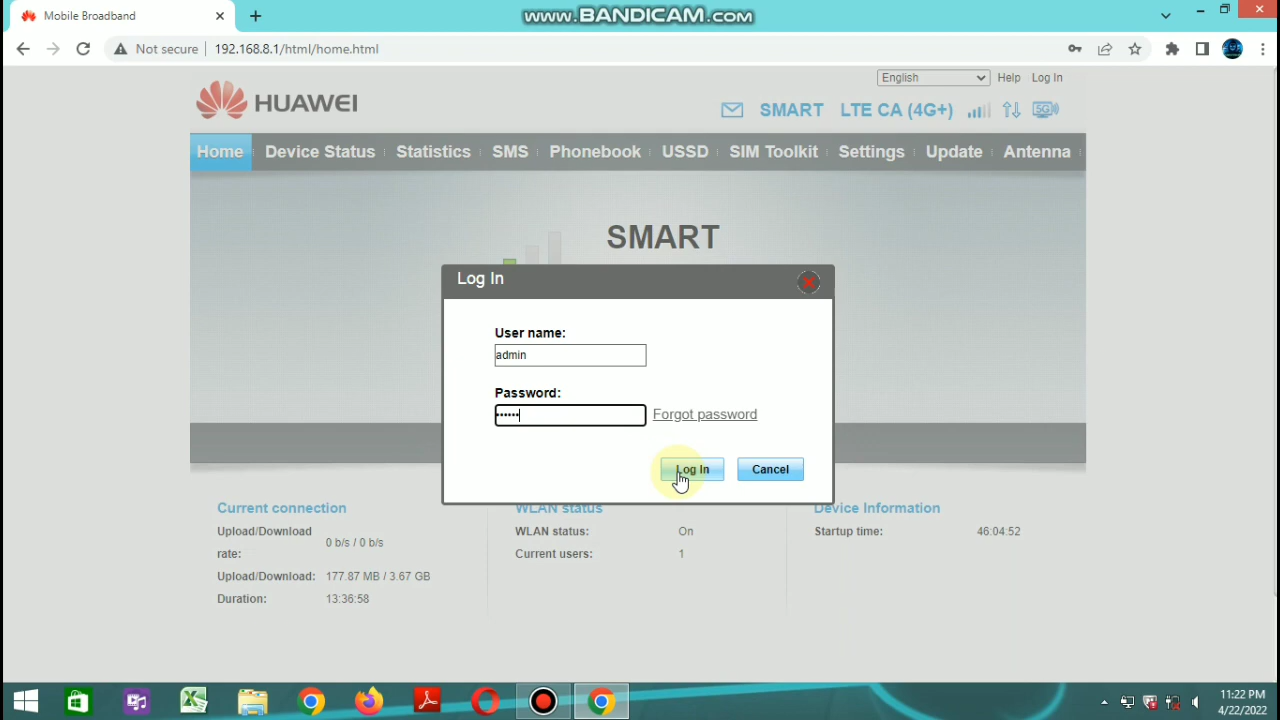 Mobile Broadband
www.BANDICAM.com
Not secure
192.168.8.1/html/home.html
English
Help
Log In
HUAWEI
SMART
LTE CA (4G+)
5G
Home
Device Status
Statistics
SMS
Phonebook
USSD
SIM Toolkit
Settings
Update
Antenna
SMART
Log In
User name:
admin
Password:
••••••
Forgot password
Log In
Cancel
Current connection
Upload/Download rate:
0 b/s / 0 b/s
Upload/Download:
177.87 MB / 3.67 GB
Duration:
13:36:58
WLAN status
WLAN status:
On
Current users:
1
Device Information
Startup time:
46:04:52
11:22 PM
4/22/2022